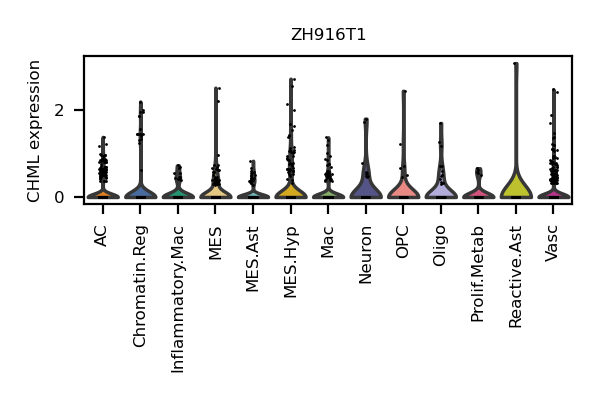 ZH916T1
CHML expression
2
0
AC
Chromatin.Reg
Inflammatory.Mac
MES
MES.Ast
MES.Hyp
Mac
Neuron
OPC
Oligo
Prolif.Metab
Reactive.Ast
Vasc